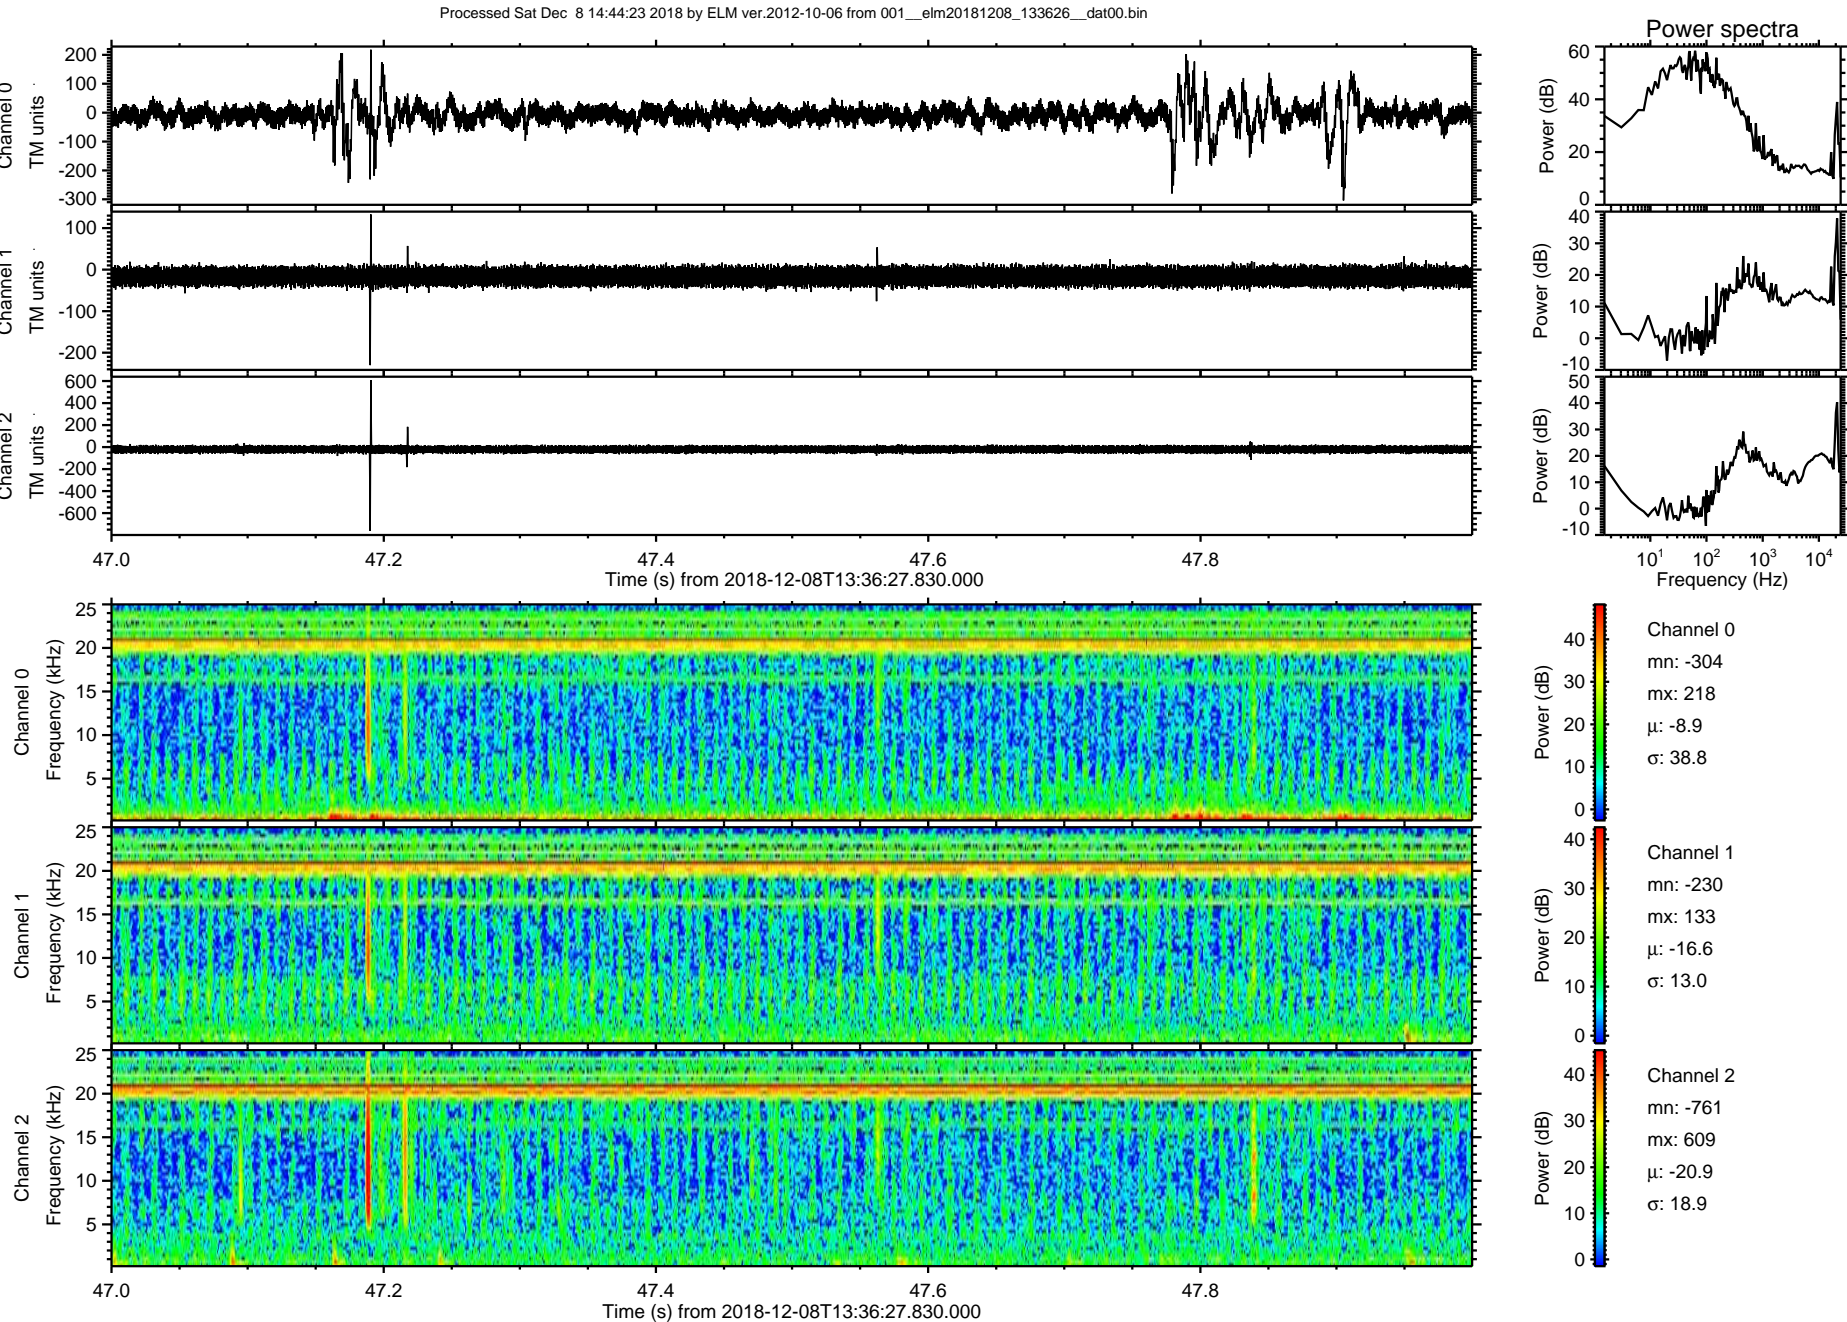 Processed Sat Dec  8 14:44:23 2018 by ELM ver.2012-10-06 from 001__elm20181208_133626__dat00.bin
Power spectra
Channel 0
TM units
200
100
0
-100
-200
-300
Power (dB)
60
40
20
0
Channel 1
TM units
100
0
-100
-200
Power (dB)
40
30
20
10
0
-10
Channel 2
TM units
600
400
200
0
-200
-400
-600
Power (dB)
50
40
30
20
10
0
-10
47.0 47.2 47.4 47.6 47.8
Time (s) from 2018-12-08T13:36:27.830.000
10¹ 10² 10³ 10⁴
Frequency (Hz)
Channel 0
Frequency (kHz)
25
20
15
10
5
Power (dB)
40
30
20
10
0
Channel 0
mn: -304
mx: 218
μ: -8.9
σ: 38.8
Channel 1
Frequency (kHz)
25
20
15
10
5
Power (dB)
40
30
20
10
0
Channel 1
mn: -230
mx: 133
μ: -16.6
σ: 13.0
Channel 2
Frequency (kHz)
25
20
15
10
5
Power (dB)
40
30
20
10
0
Channel 2
mn: -761
mx: 609
μ: -20.9
σ: 18.9
47.0 47.2 47.4 47.6 47.8
Time (s) from 2018-12-08T13:36:27.830.000